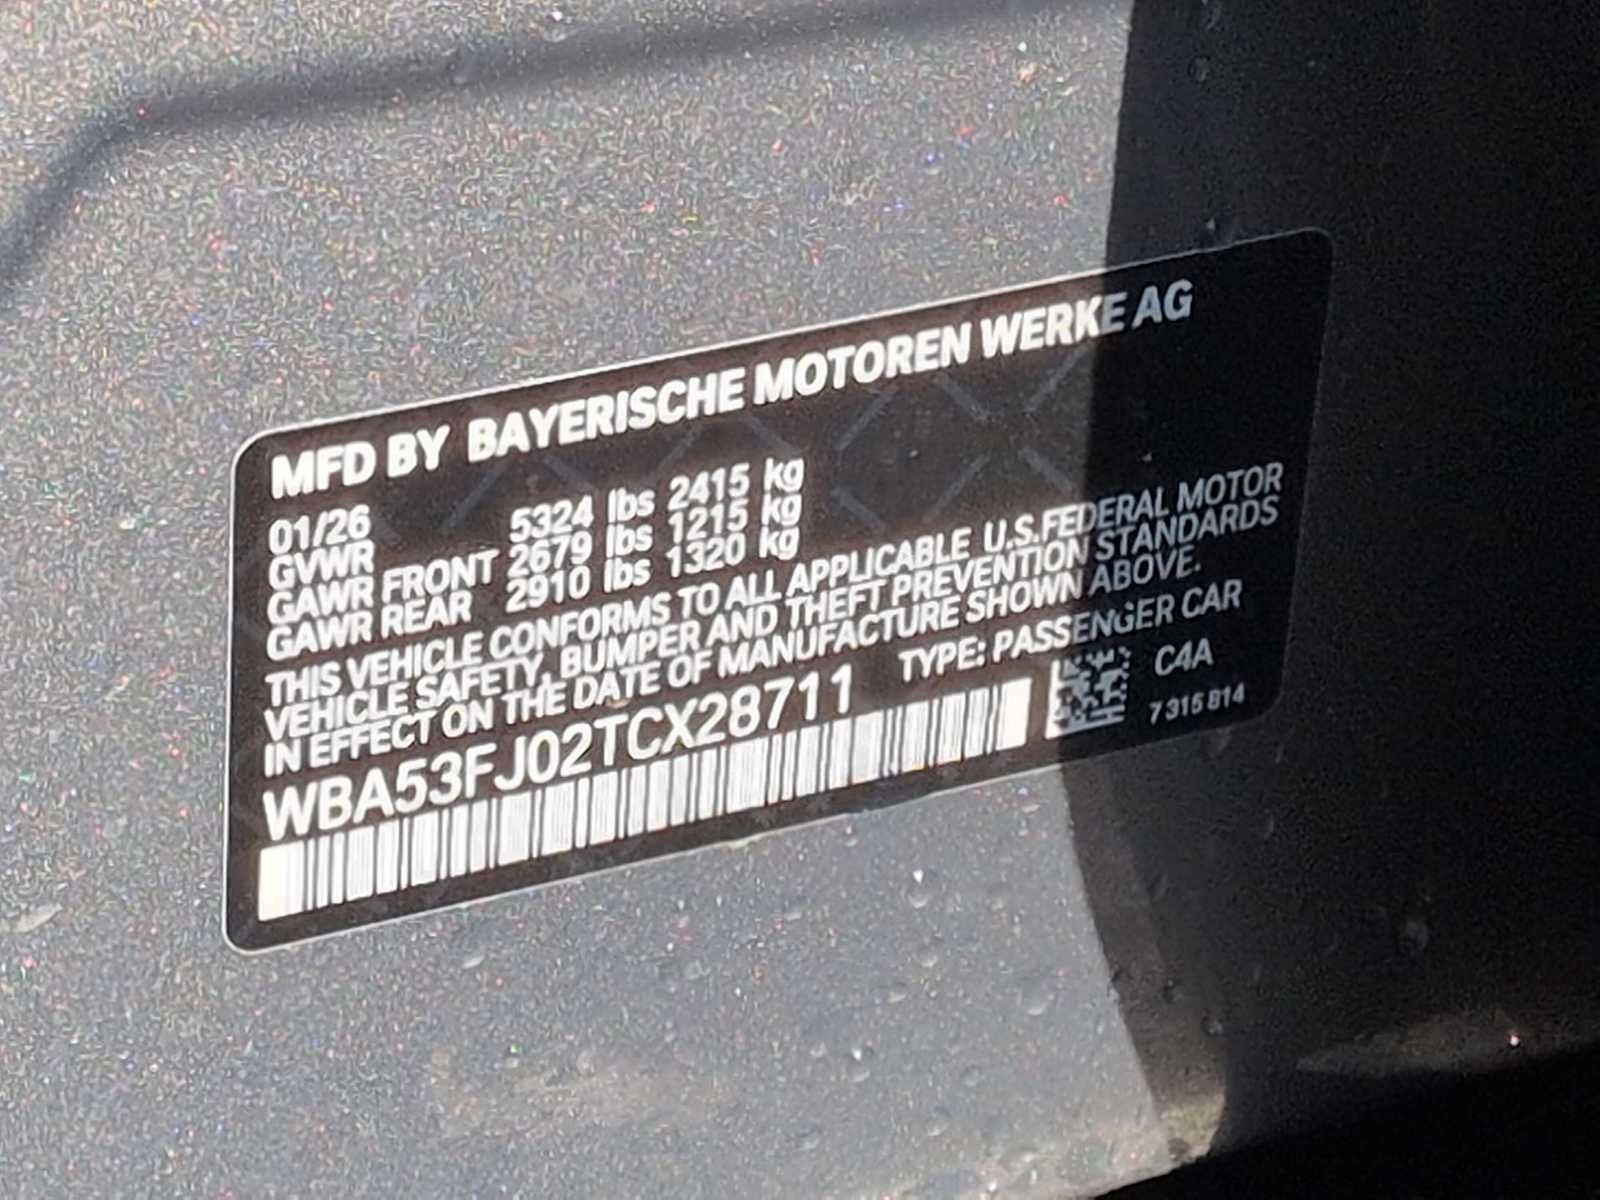 MFD BY BAYERISCHE MOTOREN WERKE AG
01/26
GVWR 5324 lbs 2415 kg
GAWR FRONT 2679 lbs 1215 kg
GAWR REAR 2910 lbs 1320 kg
THIS VEHICLE CONFORMS TO ALL APPLICABLE U.S.FEDERAL MOTOR
VEHICLE SAFETY, BUMPER AND THEFT PREVENTION STANDARDS
IN EFFECT ON THE DATE OF MANUFACTURE SHOWN ABOVE.
WBA53FJ02TCX28711 TYPE: PASSENGER CAR
C4A
7 315 814